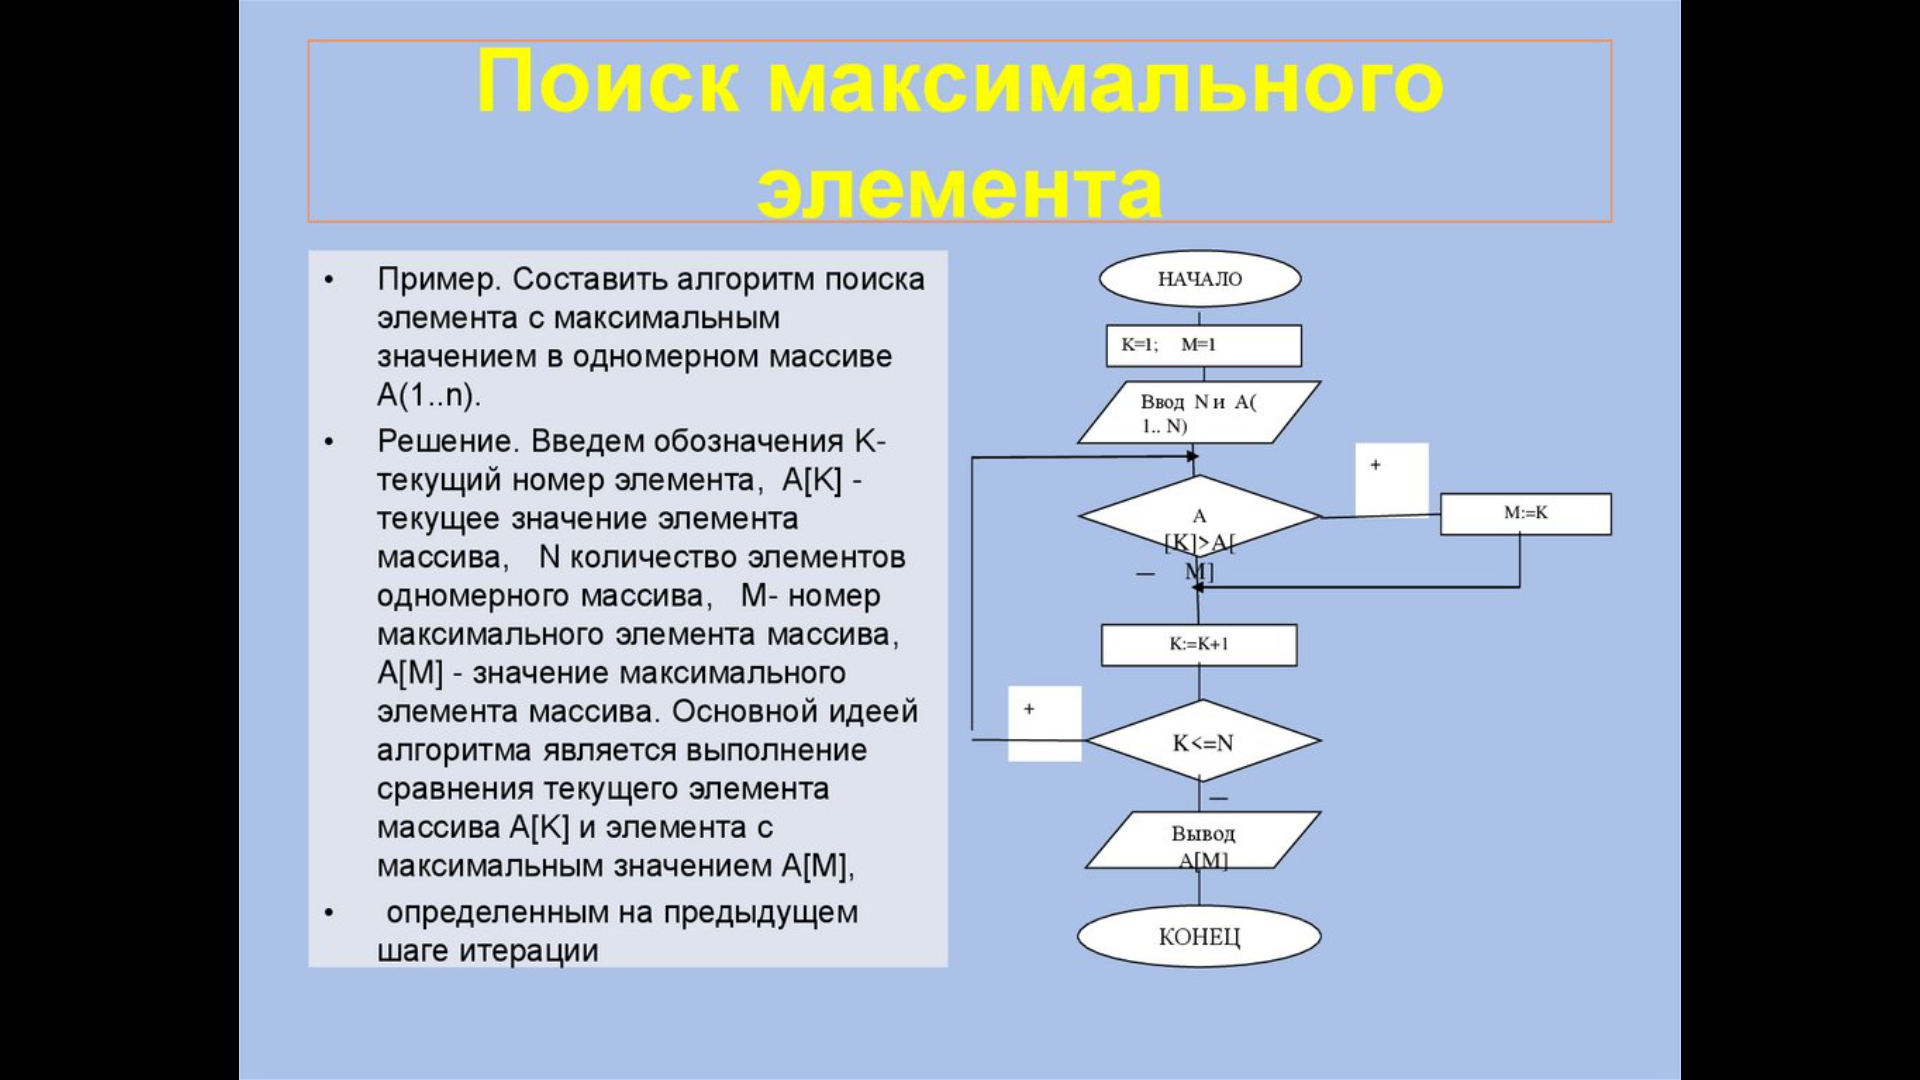 Поиск максимального
элемента
• Пример. Составить алгоритм поиска
элемента с максимальным
значением в одномерном массиве
А(1..n).
• Решение. Введем обозначения К-
текущий номер элемента, А[К] -
текущее значение элемента
массива, N количество элементов
одномерного массива, М- номер
максимального элемента массива,
А[М] - значение максимального
элемента массива. Основной идеей
алгоритма является выполнение
сравнения текущего элемента
массива А[К] и элемента с
максимальным значением А[М],
• определенным на предыдущем
шаге итерации
НАЧАЛО
K=1; M=1
Ввод N и A(
1.. N)
+
A
[K]>A[
M]
—
M:=K
K:=K+1
+
K<=N
—
Вывод
A[M]
КОНЕЦ